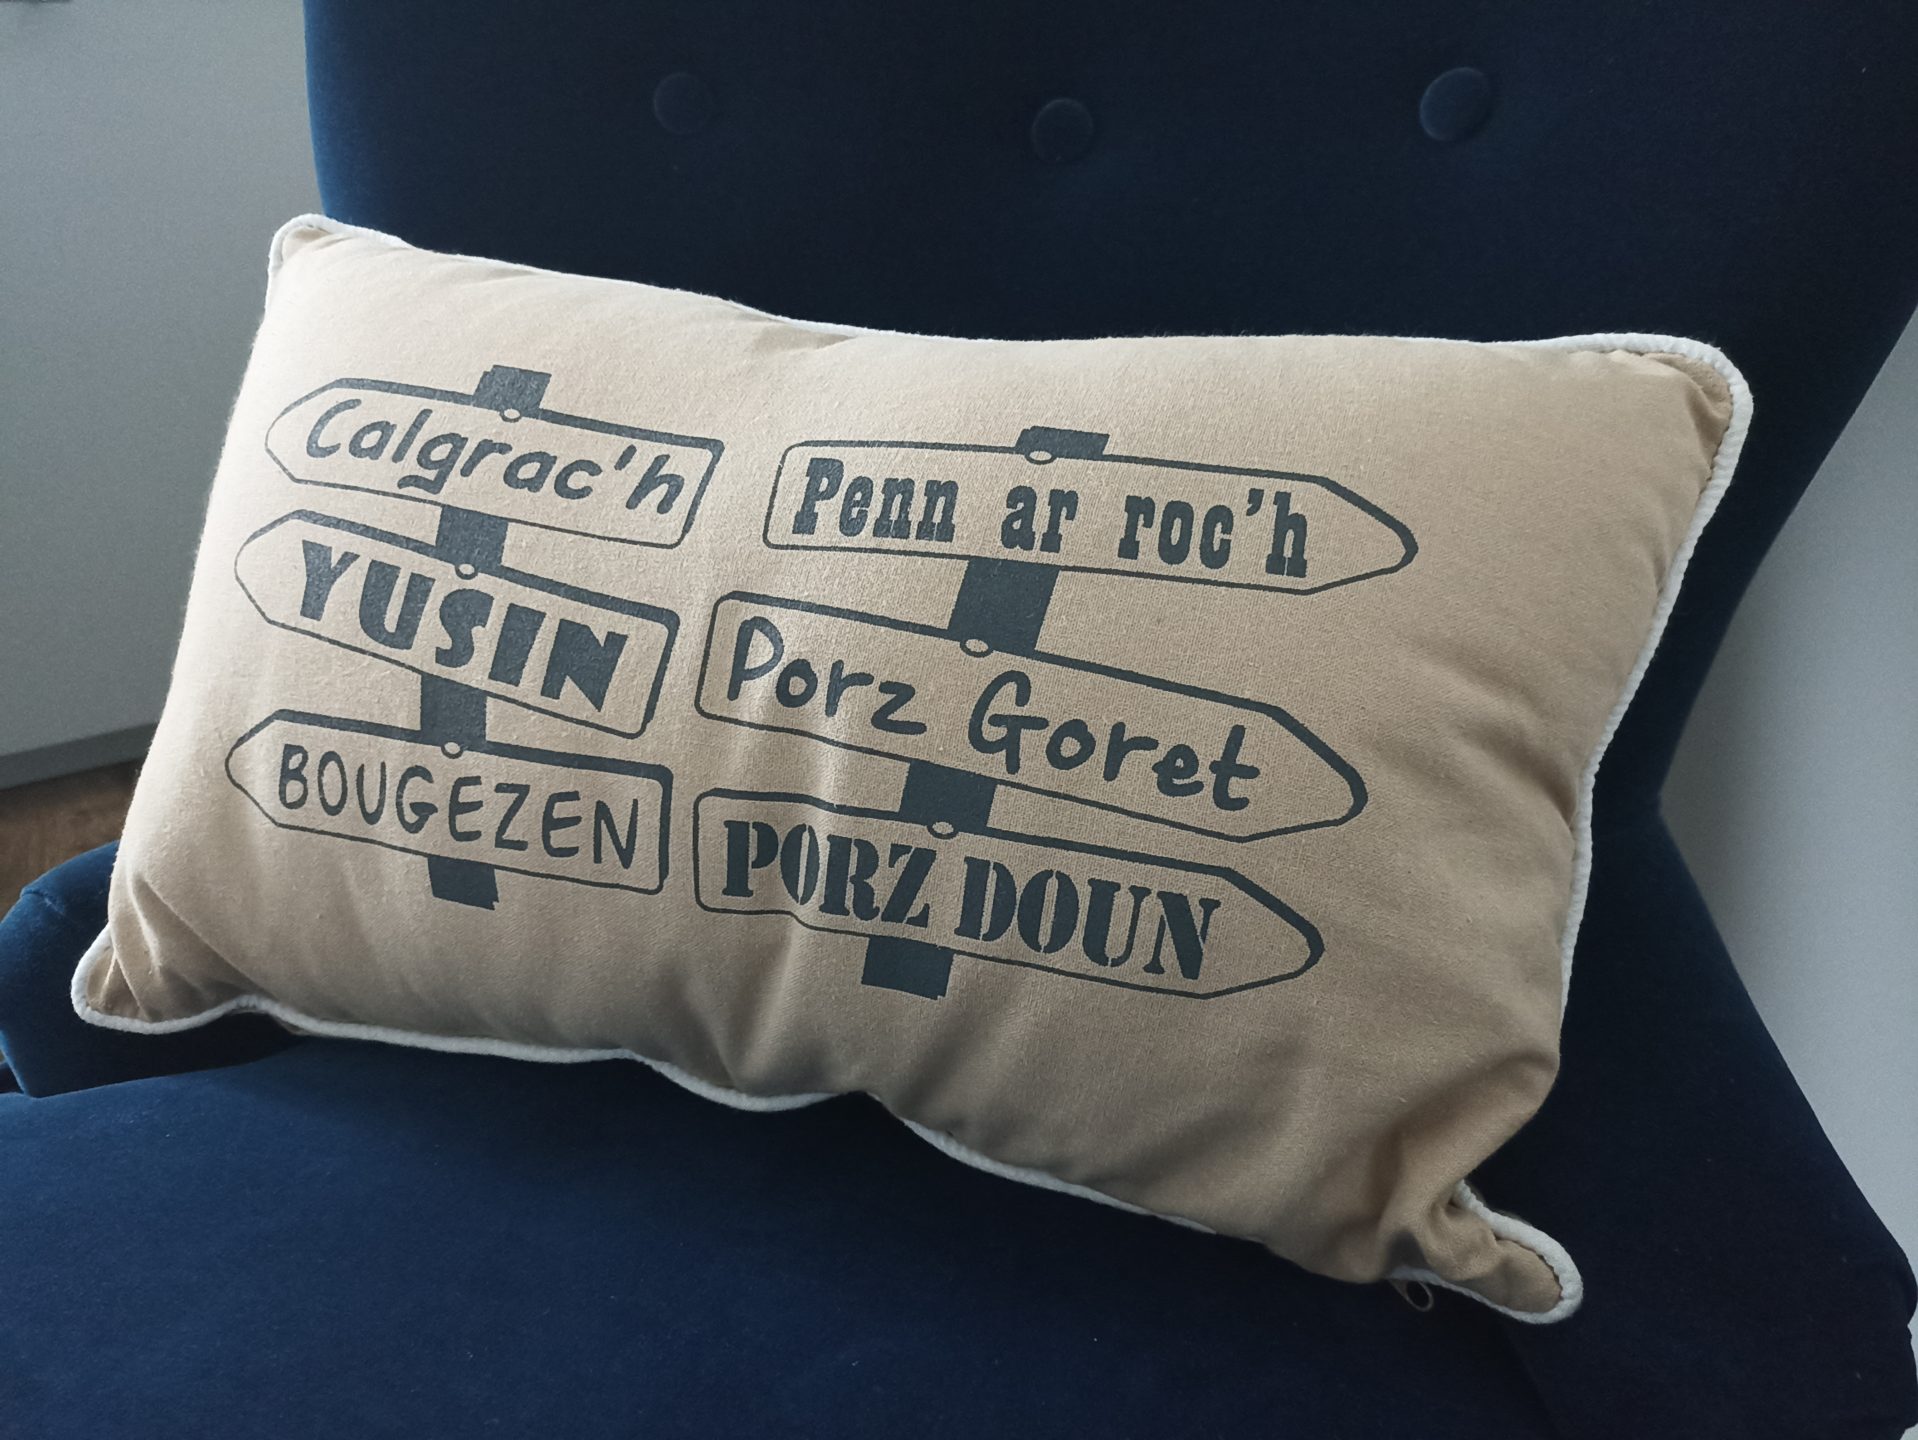 Calgrac'h
YUSIN
BOUGEZEN
Penn ar roc'h
Porz Goret
PORZ DOUN